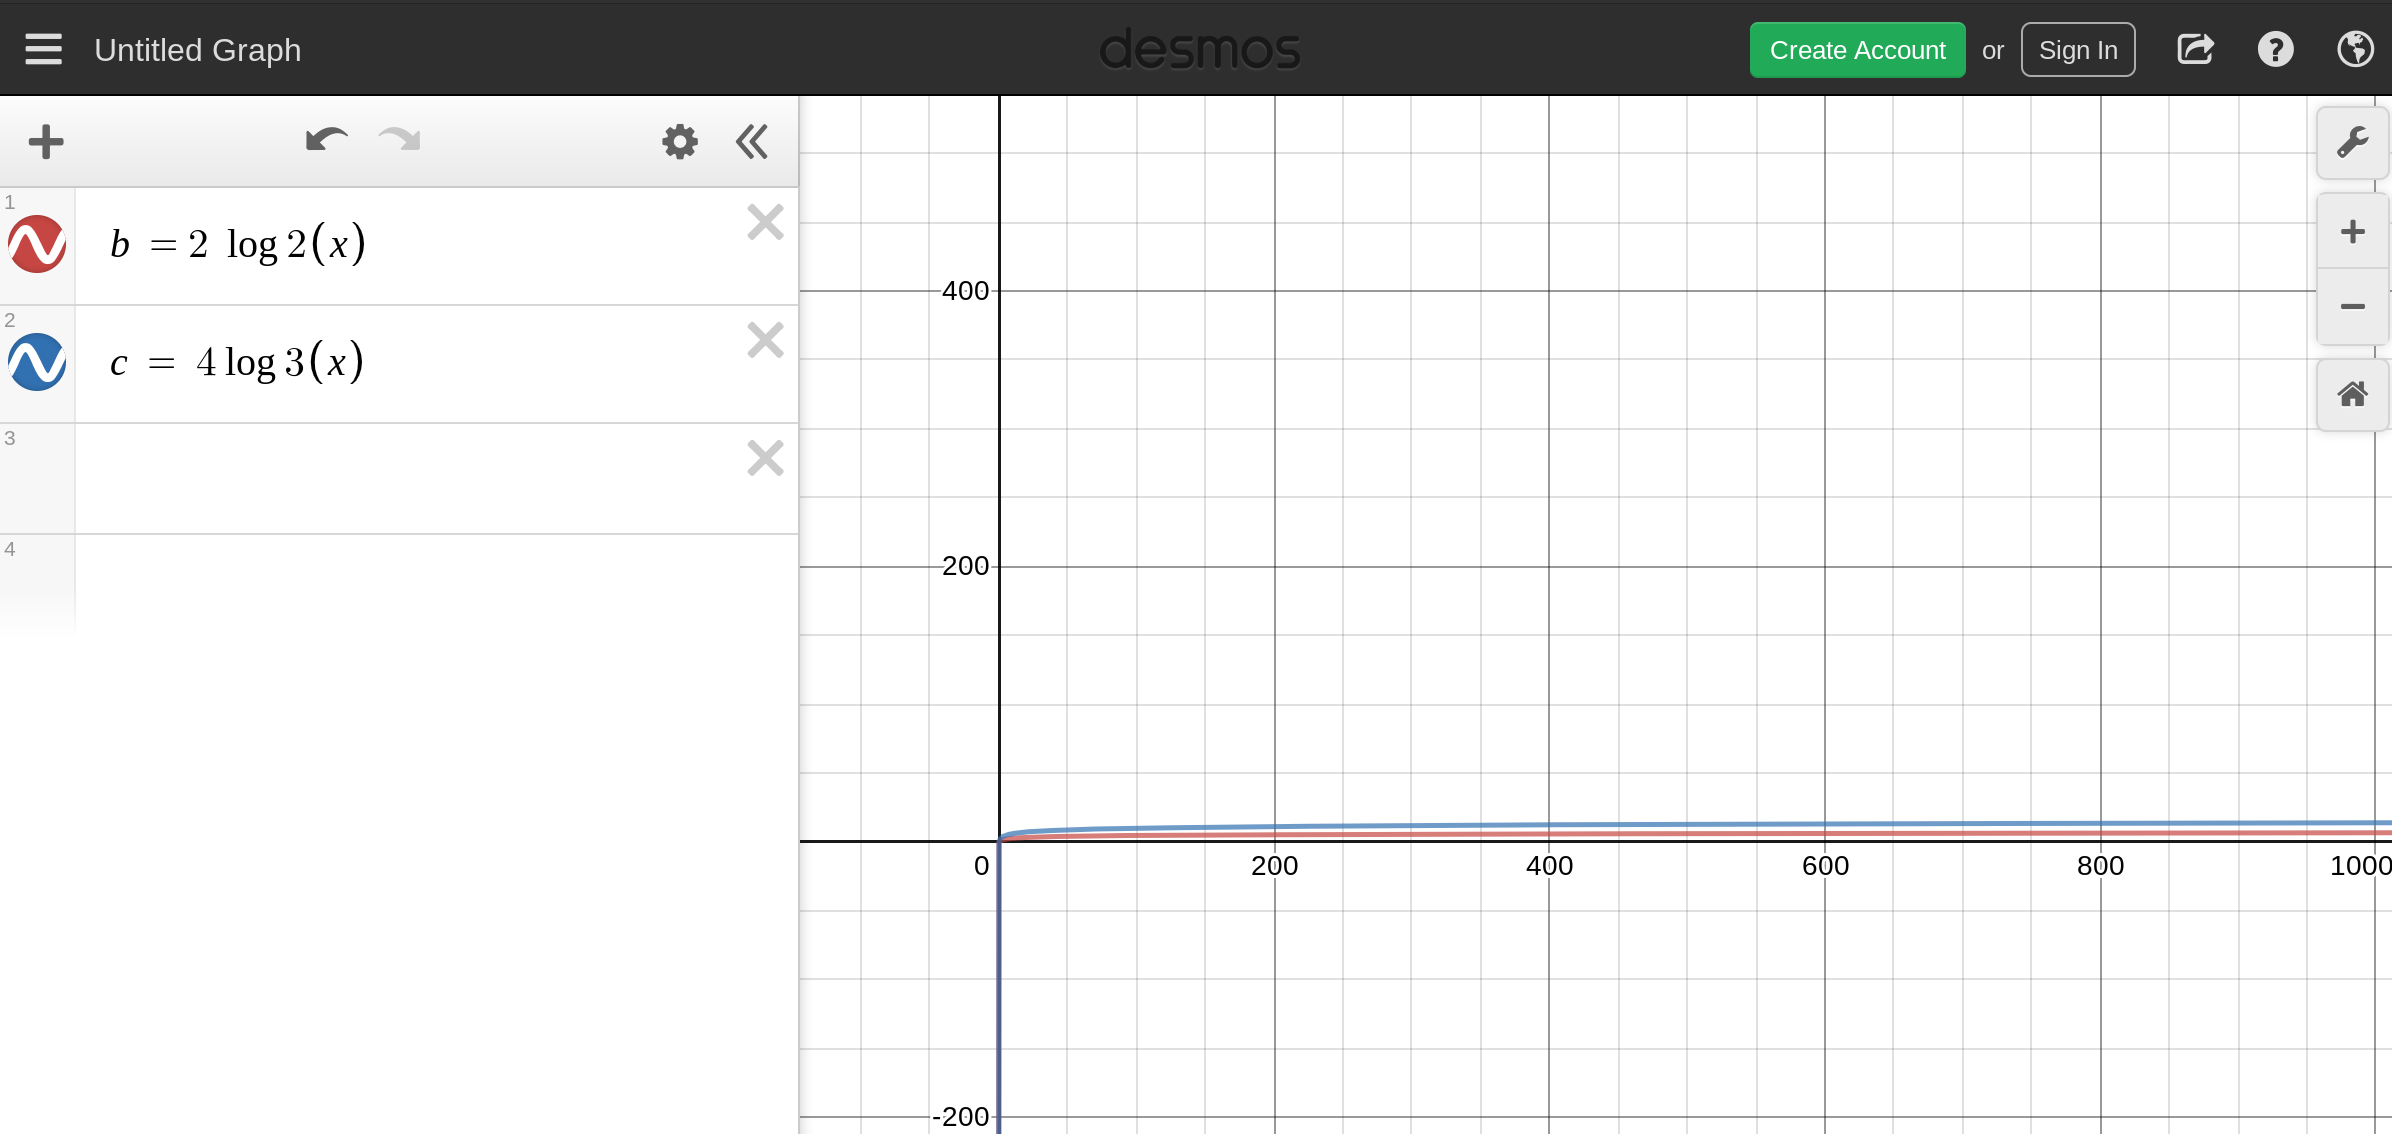 Untitled Graph
desmos
Create Account or Sign In
1
b = 2 log 2(x)
2
c = 4 log 3(x)
3
4
400
200
0 200 400 600 800 1000
-200